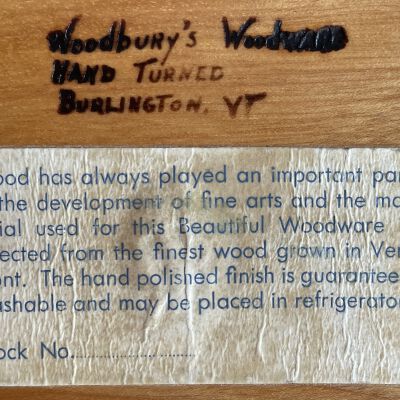 Woodbury's Woodware
Hand Turned
Burlington, VT
ood has always played an important par
the development of fine arts and the ma
ial used for this Beautiful Woodware
ected from the finest wood grown in Ver
ont. The hand polished finish is guarantee
ashable and may be placed in refrigerato
ock No..............................